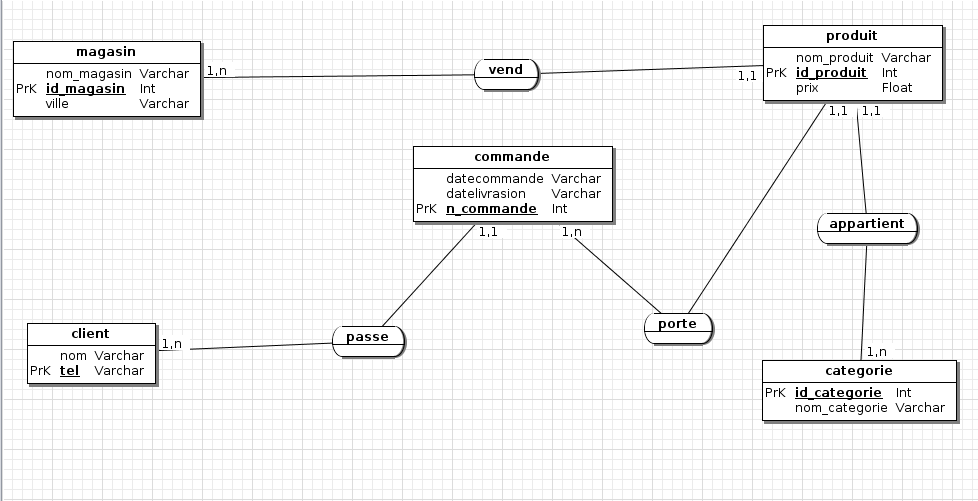 magasin
nom_magasin Varchar
PrK id_magasin Int
ville Varchar
1,n
vend
1,1
produit
nom_produit Varchar
PrK id_produit Int
prix Float
1,1
1,1
commande
datecommande Varchar
datelivrasion Varchar
PrK n_commande Int
1,1
1,n
appartient
client
nom Varchar
PrK tel Varchar
1,n
passe
porte
1,n
categorie
PrK id_categorie Int
nom_categorie Varchar